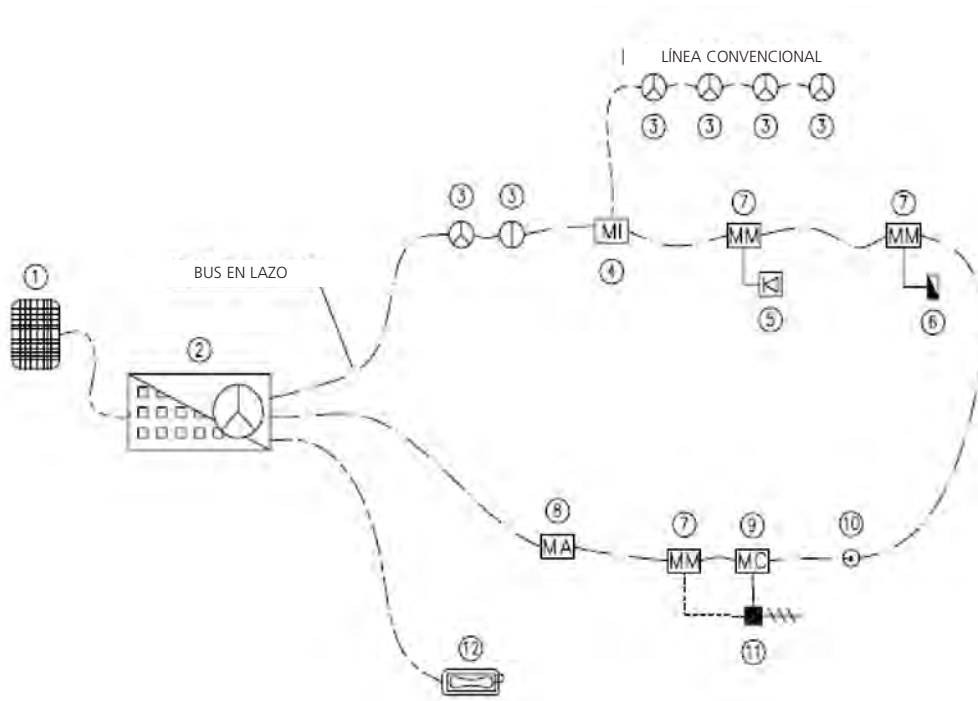 LÍNEA CONVENCIONAL
3 3 3 3
3 3
7 7
MI MM MM
4
BUS EN LAZO
1
5 6
2
8 7 9 10
MA MM MC
12 11